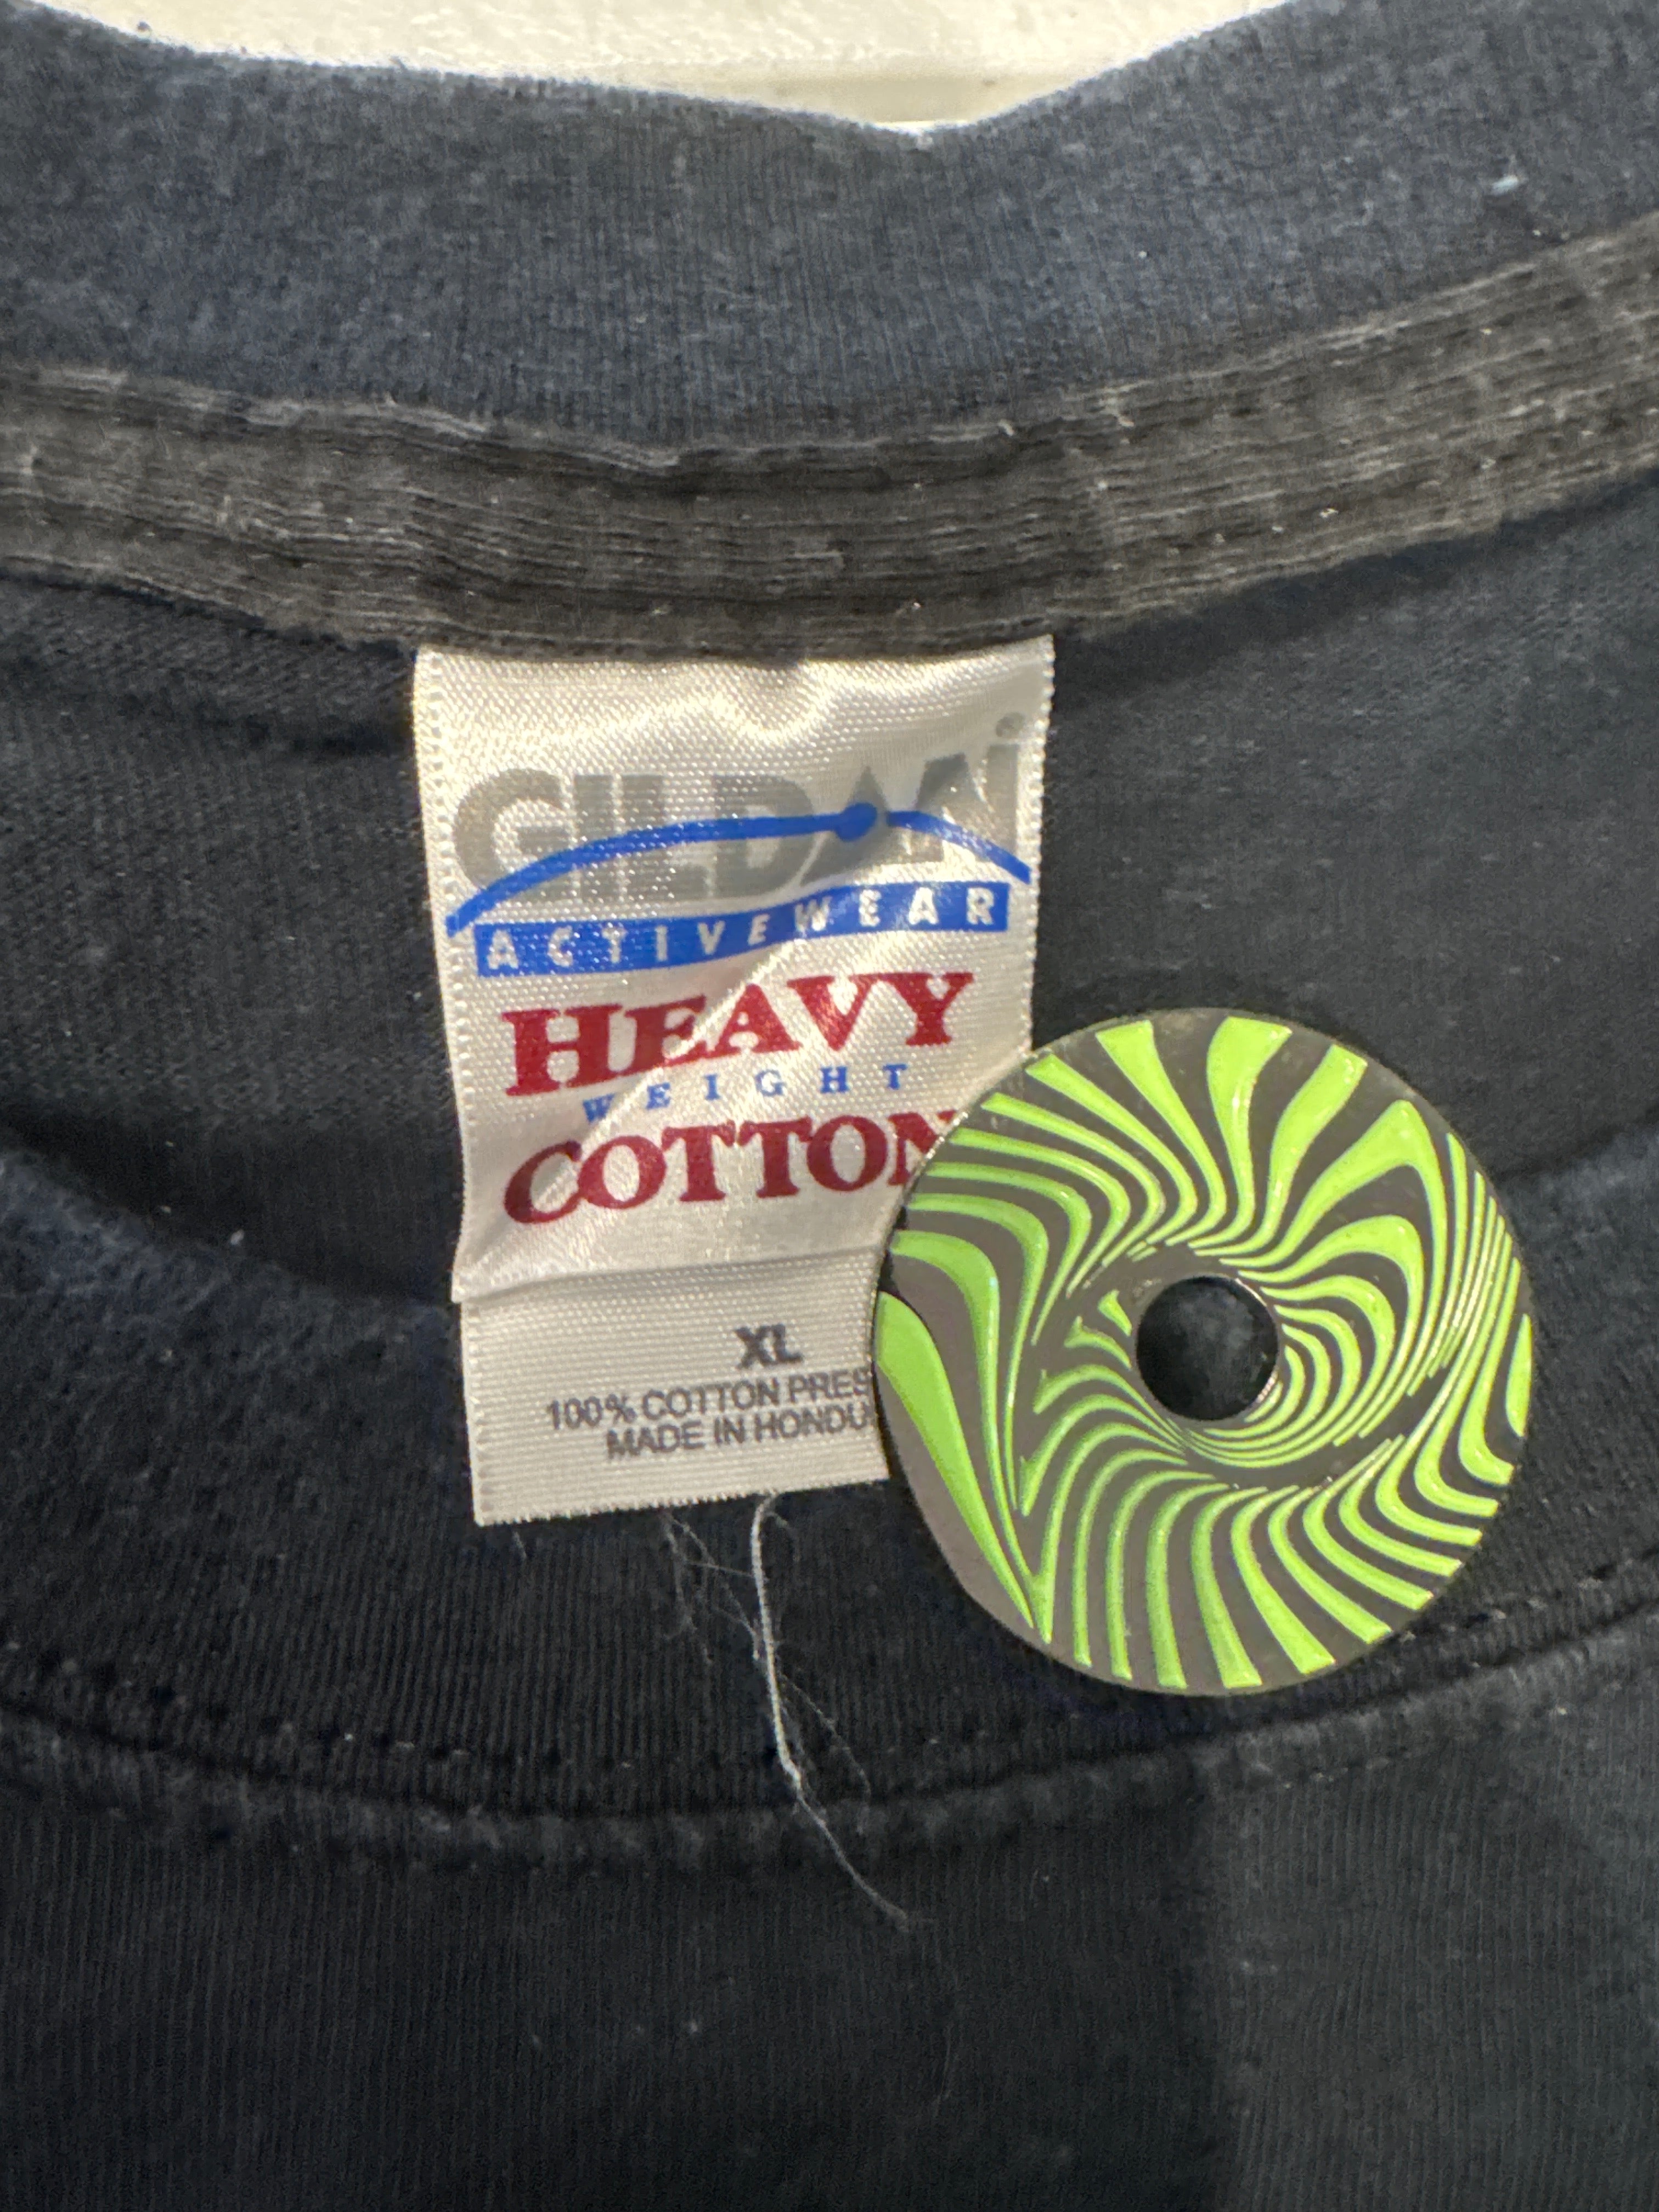 GILDAN
ACTIVEWEAR
HEAVY
WEIGHT
COTTON
XL
100% COTTON PRES
MADE IN HONDU